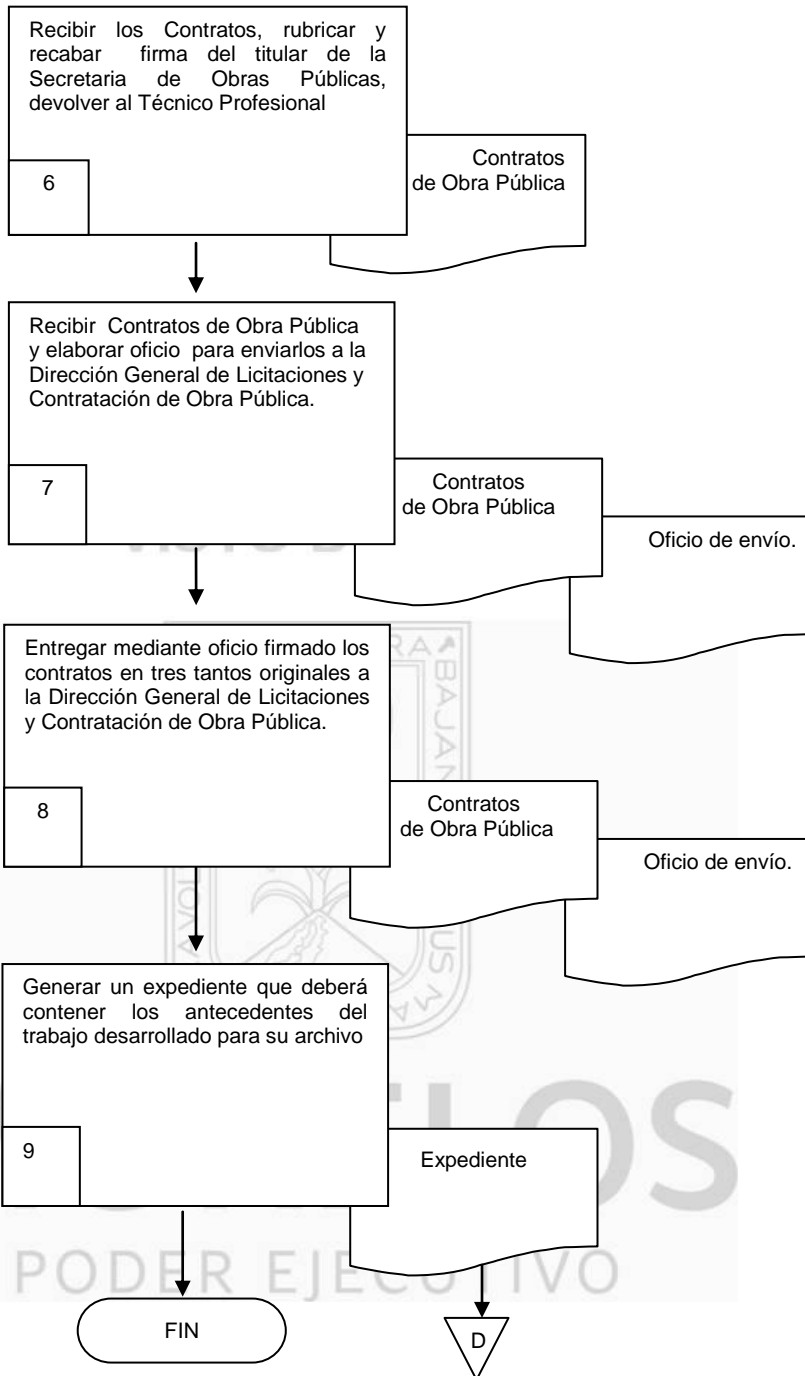 Recibir los Contratos, rubricar y
recabar firma del titular de la
Secretaria de Obras Públicas,
devolver al Técnico Profesional
6
Contratos
de Obra Pública
Recibir Contratos de Obra Pública
y elaborar oficio para enviarlos a la
Dirección General de Licitaciones y
Contratación de Obra Pública.
7
Contratos
de Obra Pública
Oficio de envío.
Entregar mediante oficio firmado los
contratos en tres tantos originales a
la Dirección General de Licitaciones
y Contratación de Obra Pública.
8
Contratos
de Obra Pública
Oficio de envío.
Generar un expediente que deberá
contener los antecedentes del
trabajo desarrollado para su archivo
9
Expediente
PODER EJECUTIVO
FIN
D